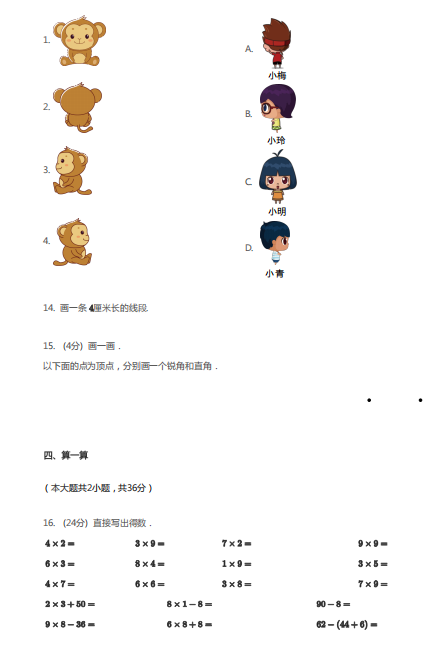 1.
A.
小梅
2.
B.
小玲
3.
C.
小明
4.
D.
小青
14. 画一条4厘米长的线段.
15. (4分) 画一画．
以下面的点为顶点，分别画一个锐角和直角．
四、算一算
（本大题共2小题，共36分）
16. (24分) 直接写出得数．
4 × 2 = 3 × 9 = 7 × 2 = 9 × 9 =
6 × 3 = 8 × 4 = 1 × 9 = 3 × 5 =
4 × 7 = 6 × 6 = 3 × 8 = 7 × 9 =
2 × 3 + 50 = 8 × 1 − 8 = 90 − 8 =
9 × 8 − 36 = 6 × 8 + 8 = 62 − (44 + 6) =